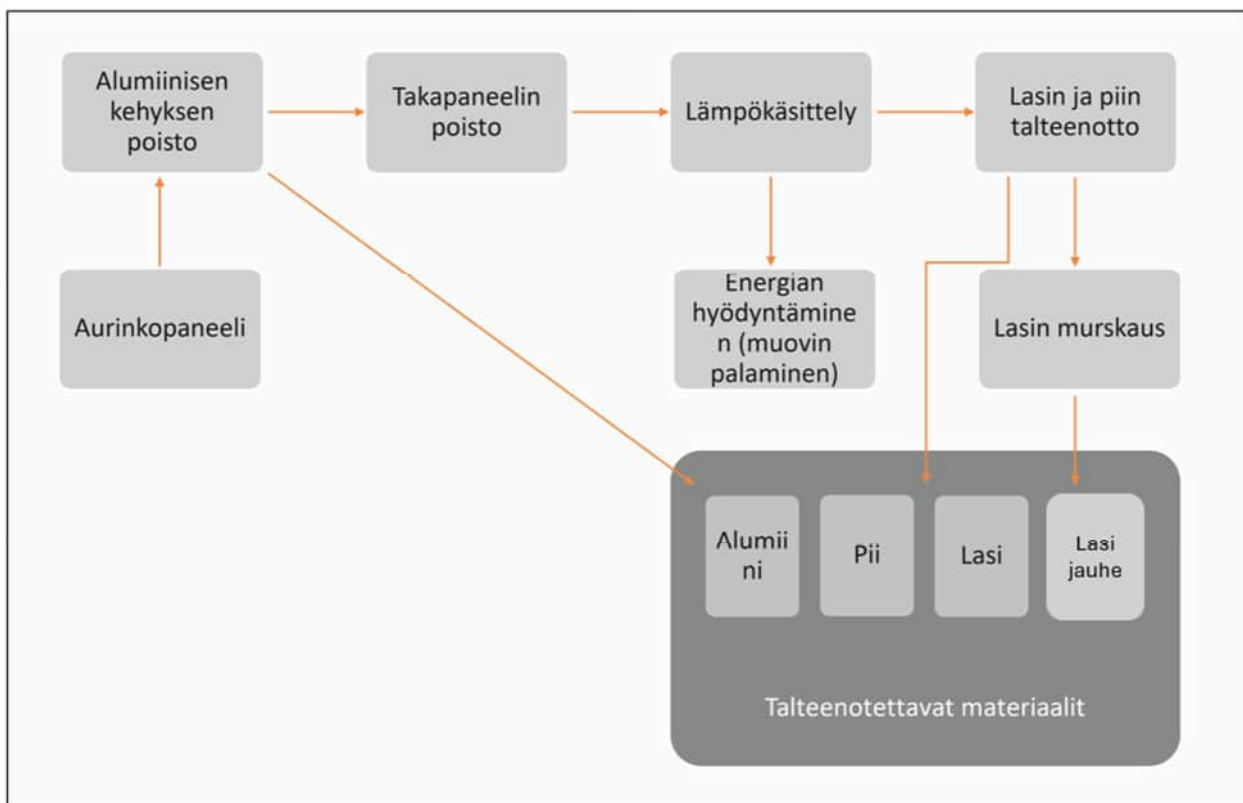 Alumiinisen
kehyksen
poisto
Takapaneelin
poisto
Lämpökäsittely
Lasin ja piin
talteenotto
Aurinkopaneeli
Energian
hyödyntämine
n (muovin
palaminen)
Lasin murskaus
Alumii
ni
Pii
Lasi
Lasi
jauhe
Talteenotettavat materiaalit